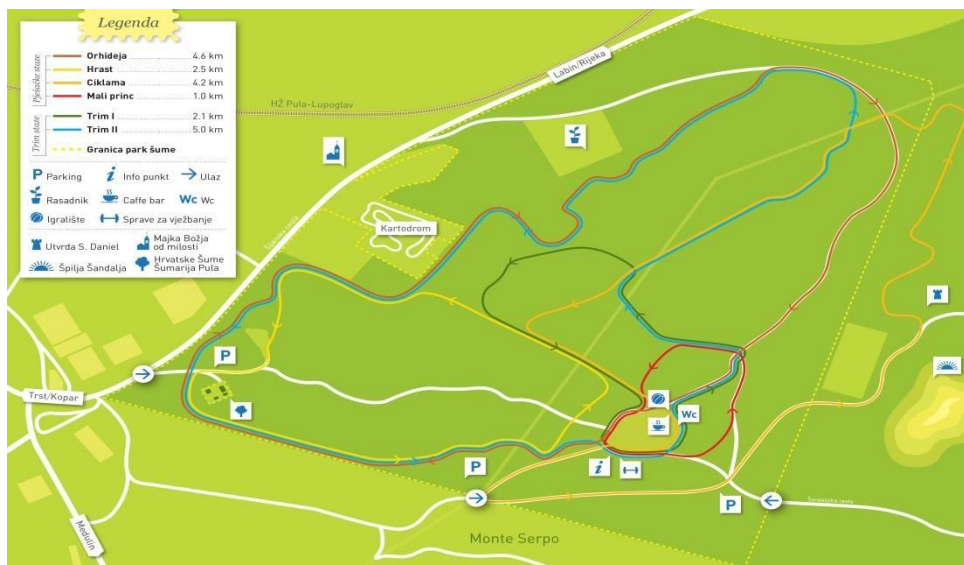 Legenda
Pješačke staze
Orhideja 4.6 km
Hrast 2.5 km
Ciklama 4.2 km
Mali princ 1.0 km
Trim staze
Trim I 2.1 km
Trim II 5.0 km
Granica park šume
P Parking
i Info punkt
Ulaz
Rasadnik
Caffe bar
Wc Wc
Igralište
Sprave za vježbanje
Utvrda S. Daniel
Majka Božja
od milosti
Špilja Šandalja
Hrvatske Šume
Šumarija Pula
Labin/Rijeka
HŽ Pula-Lupoglav
Kartodrom
P
Trst/Kopar
Wc
P
i
P
Medulin
Monte Serpo